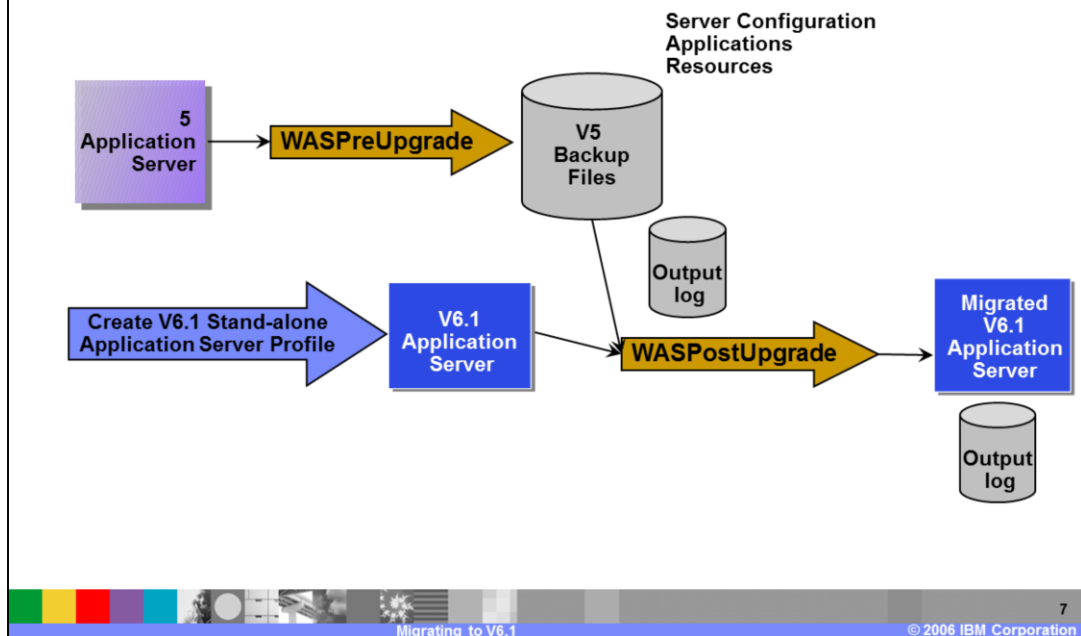 Server Configuration
Applications
Resources
5
Application
Server
WASPreUpgrade
V5
Backup
Files
Output
log
Create V6.1 Stand-alone
Application Server Profile
V6.1
Application
Server
WASPostUpgrade
Migrated
V6.1
Application
Server
Output
log
7
Migrating to V6.1
© 2006 IBM Corporation